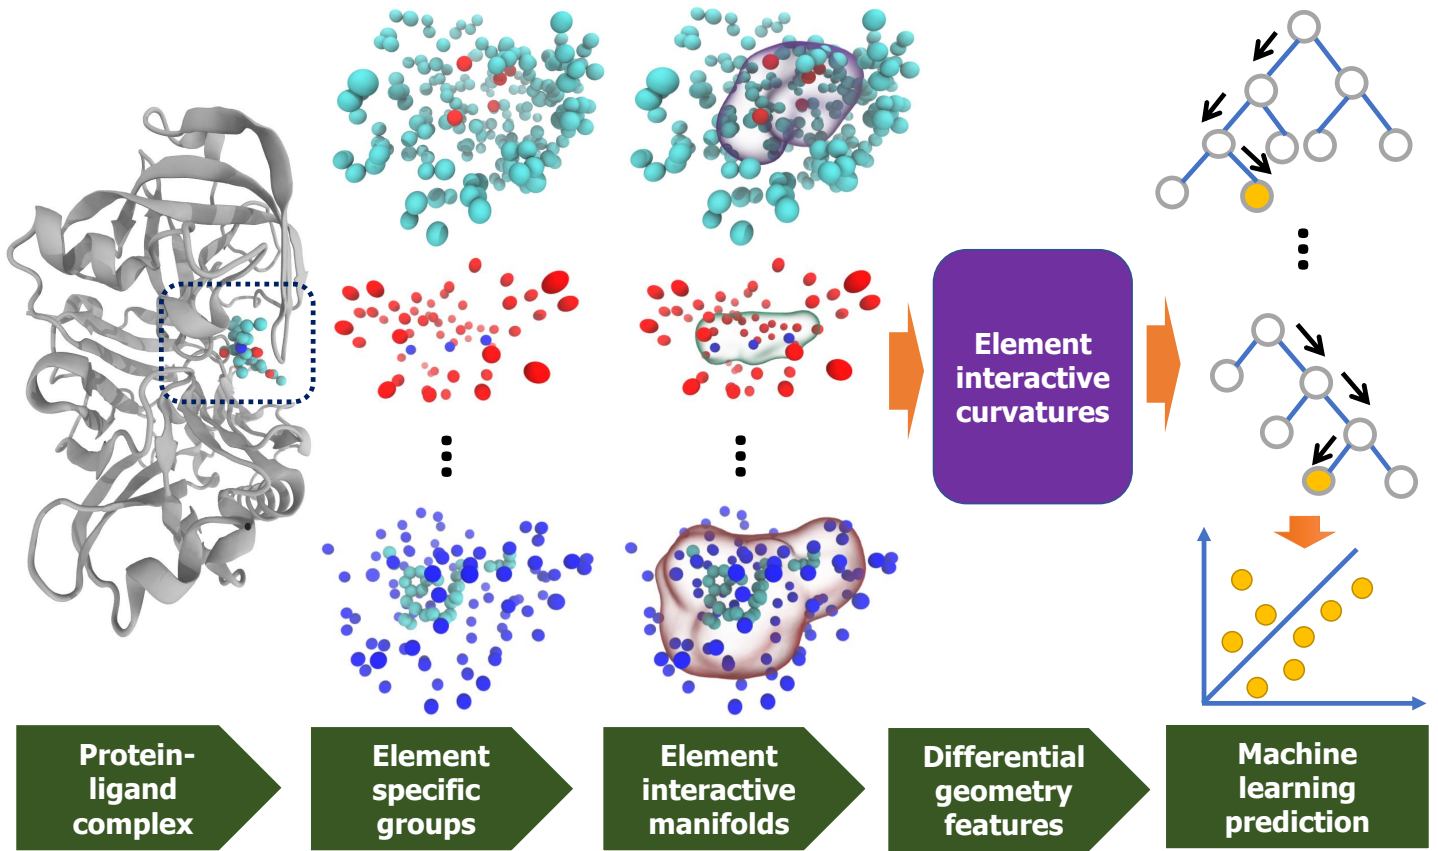 Element
interactive
curvatures
Protein-
ligand
complex
Element
specific
groups
Element
interactive
manifolds
Differential
geometry
features
Machine
learning
prediction